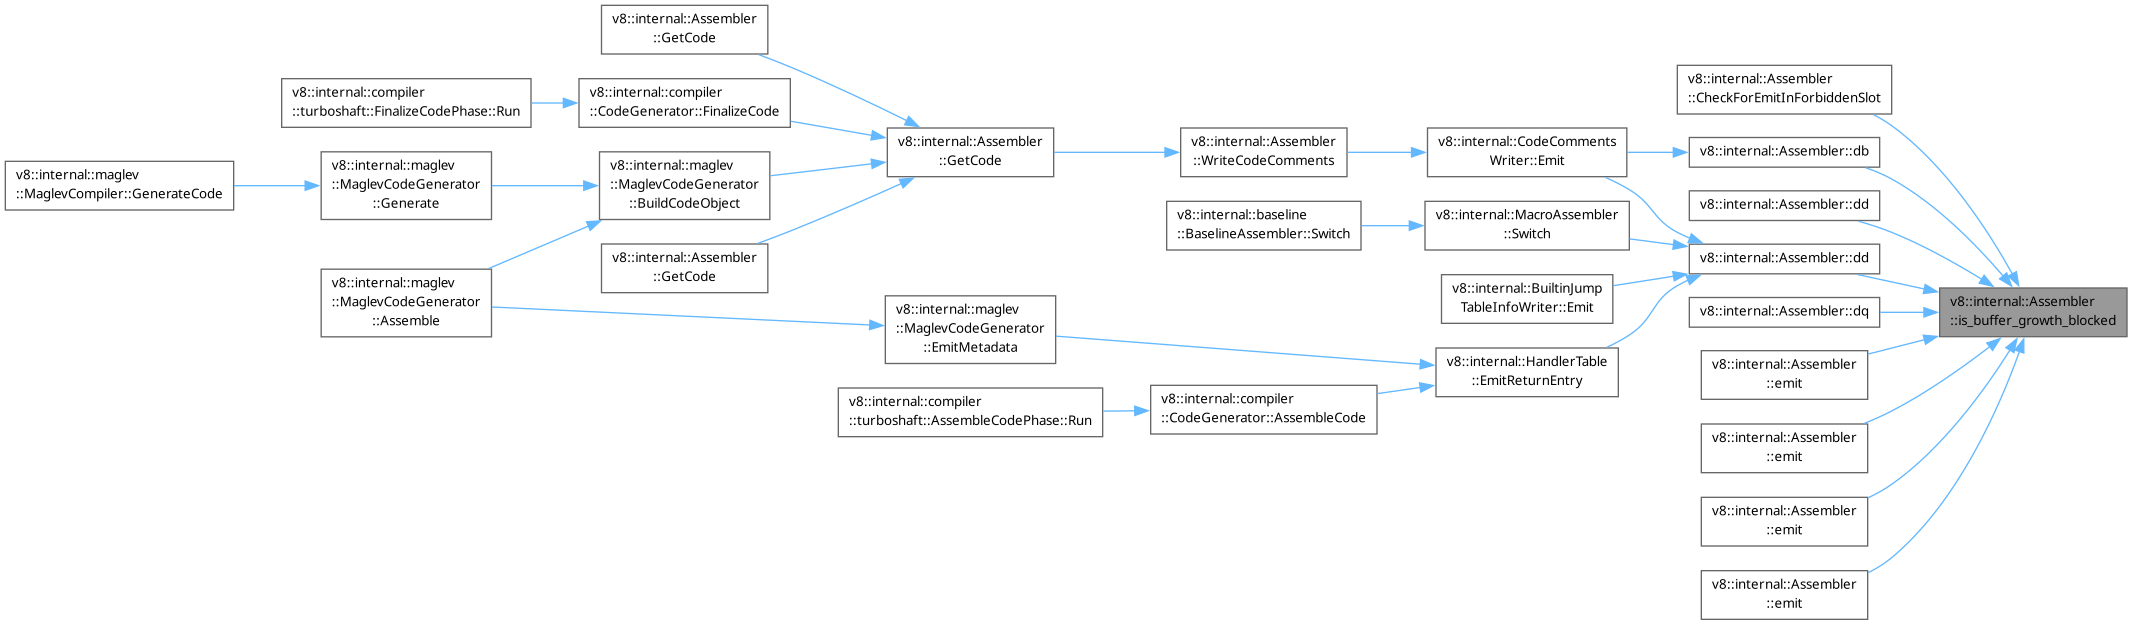 v8::internal::Assembler
::GetCode
v8::internal::compiler
::turboshaft::FinalizeCodePhase::Run
v8::internal::compiler
::CodeGenerator::FinalizeCode
v8::internal::maglev
::MaglevCompiler::GenerateCode
v8::internal::maglev
::MaglevCodeGenerator
::Generate
v8::internal::maglev
::MaglevCodeGenerator
::BuildCodeObject
v8::internal::Assembler
::GetCode
v8::internal::maglev
::MaglevCodeGenerator
::Assemble
v8::internal::Assembler
::GetCode
v8::internal::maglev
::MaglevCodeGenerator
::EmitMetadata
v8::internal::compiler
::turboshaft::AssembleCodePhase::Run
v8::internal::Assembler
::WriteCodeComments
v8::internal::baseline
::BaselineAssembler::Switch
v8::internal::compiler
::CodeGenerator::AssembleCode
v8::internal::CodeComments
Writer::Emit
v8::internal::MacroAssembler
::Switch
v8::internal::BuiltinJump
TableInfoWriter::Emit
v8::internal::HandlerTable
::EmitReturnEntry
v8::internal::Assembler
::CheckForEmitInForbiddenSlot
v8::internal::Assembler::db
v8::internal::Assembler::dd
v8::internal::Assembler::dd
v8::internal::Assembler::dq
v8::internal::Assembler
::emit
v8::internal::Assembler
::emit
v8::internal::Assembler
::emit
v8::internal::Assembler
::emit
v8::internal::Assembler
::is_buffer_growth_blocked